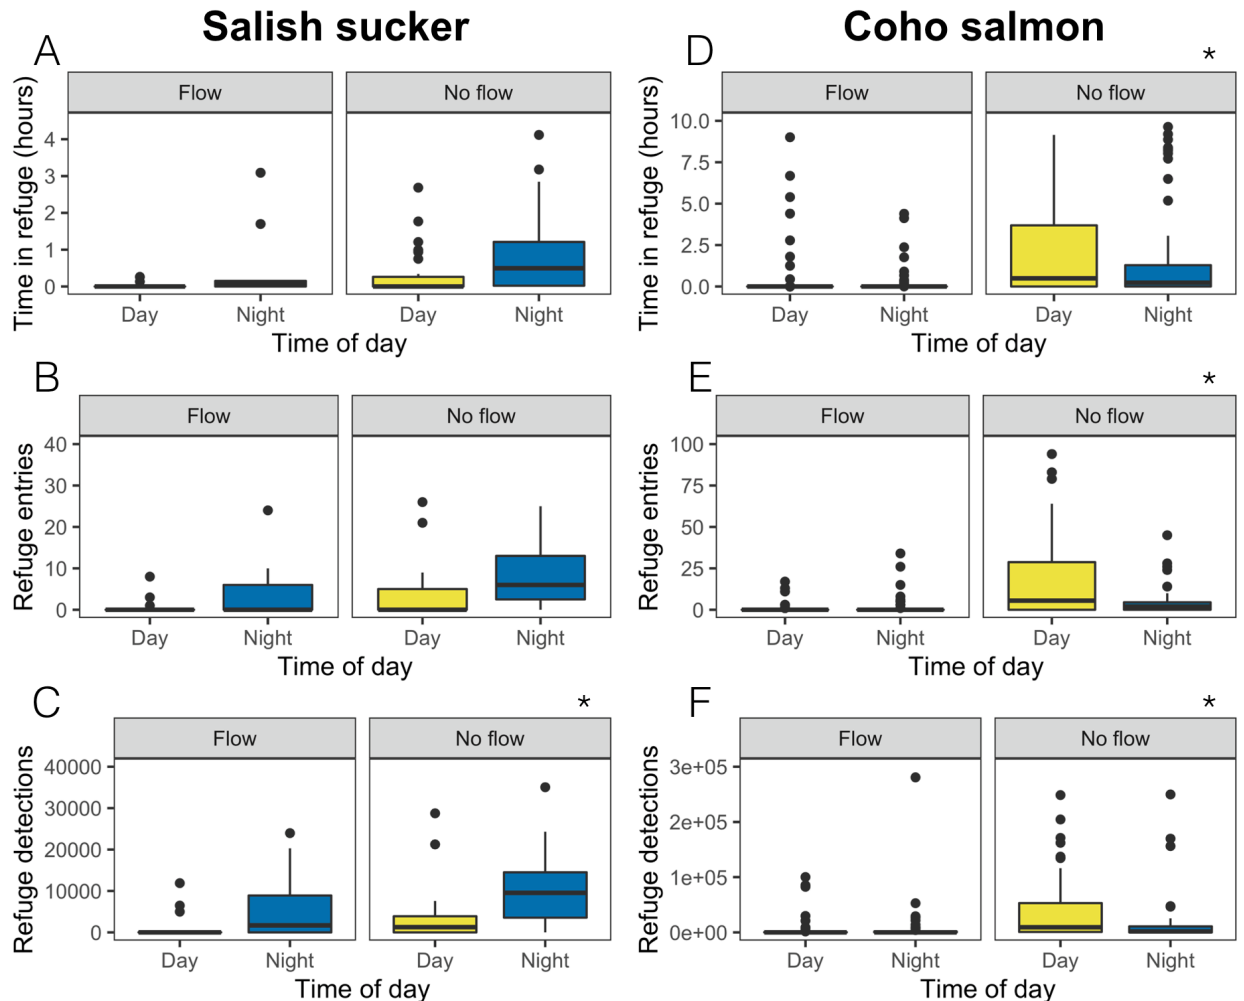 Salish sucker
Coho salmon
A
Flow
No flow
Time in refuge (hours)
4
3
2
1
0
Day
Night
Day
Night
Time of day
D
*
Flow
No flow
Time in refuge (hours)
10.0
7.5
5.0
2.5
0.0
Day
Night
Day
Night
Time of day
B
Flow
No flow
Refuge entries
40
30
20
10
0
Day
Night
Day
Night
Time of day
E
*
Flow
No flow
Refuge entries
100
75
50
25
0
Day
Night
Day
Night
Time of day
C
*
Flow
No flow
Refuge detections
40000
30000
20000
10000
0
Day
Night
Day
Night
Time of day
F
*
Flow
No flow
Refuge detections
3e+05
2e+05
1e+05
0e+00
Day
Night
Day
Night
Time of day